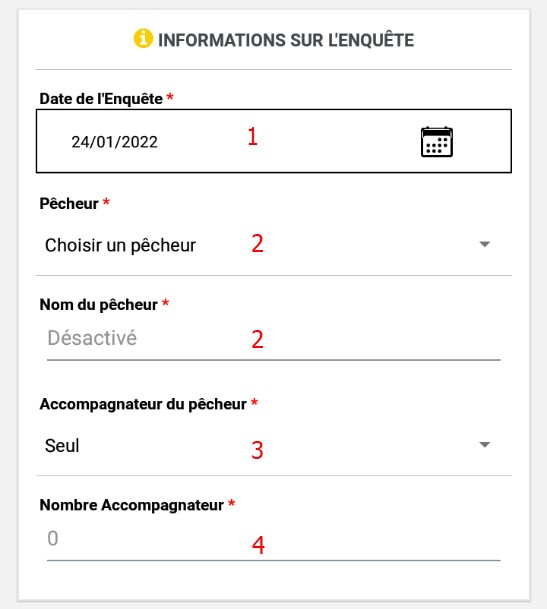 INFORMATIONS SUR L'ENQUÊTE
Date de l'Enquête *
24/01/2022 1
Pêcheur *
Choisir un pêcheur 2
Nom du pêcheur *
Désactivé 2
Accompagnateur du pêcheur *
Seul 3
Nombre Accompagnateur *
0 4